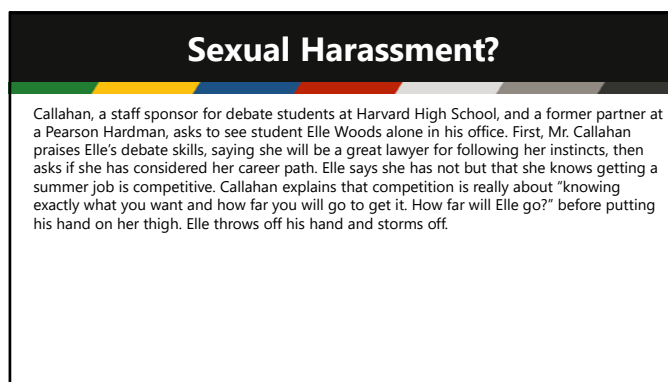 Sexual Harassment?
Callahan, a staff sponsor for debate students at Harvard High School, and a former partner at
a Pearson Hardman, asks to see student Elle Woods alone in his office. First, Mr. Callahan
praises Elle’s debate skills, saying she will be a great lawyer for following her instincts, then
asks if she has considered her career path. Elle says she has not but that she knows getting a
summer job is competitive. Callahan explains that competition is really about “knowing
exactly what you want and how far you will go to get it. How far will Elle go?” before putting
his hand on her thigh. Elle throws off his hand and storms off.